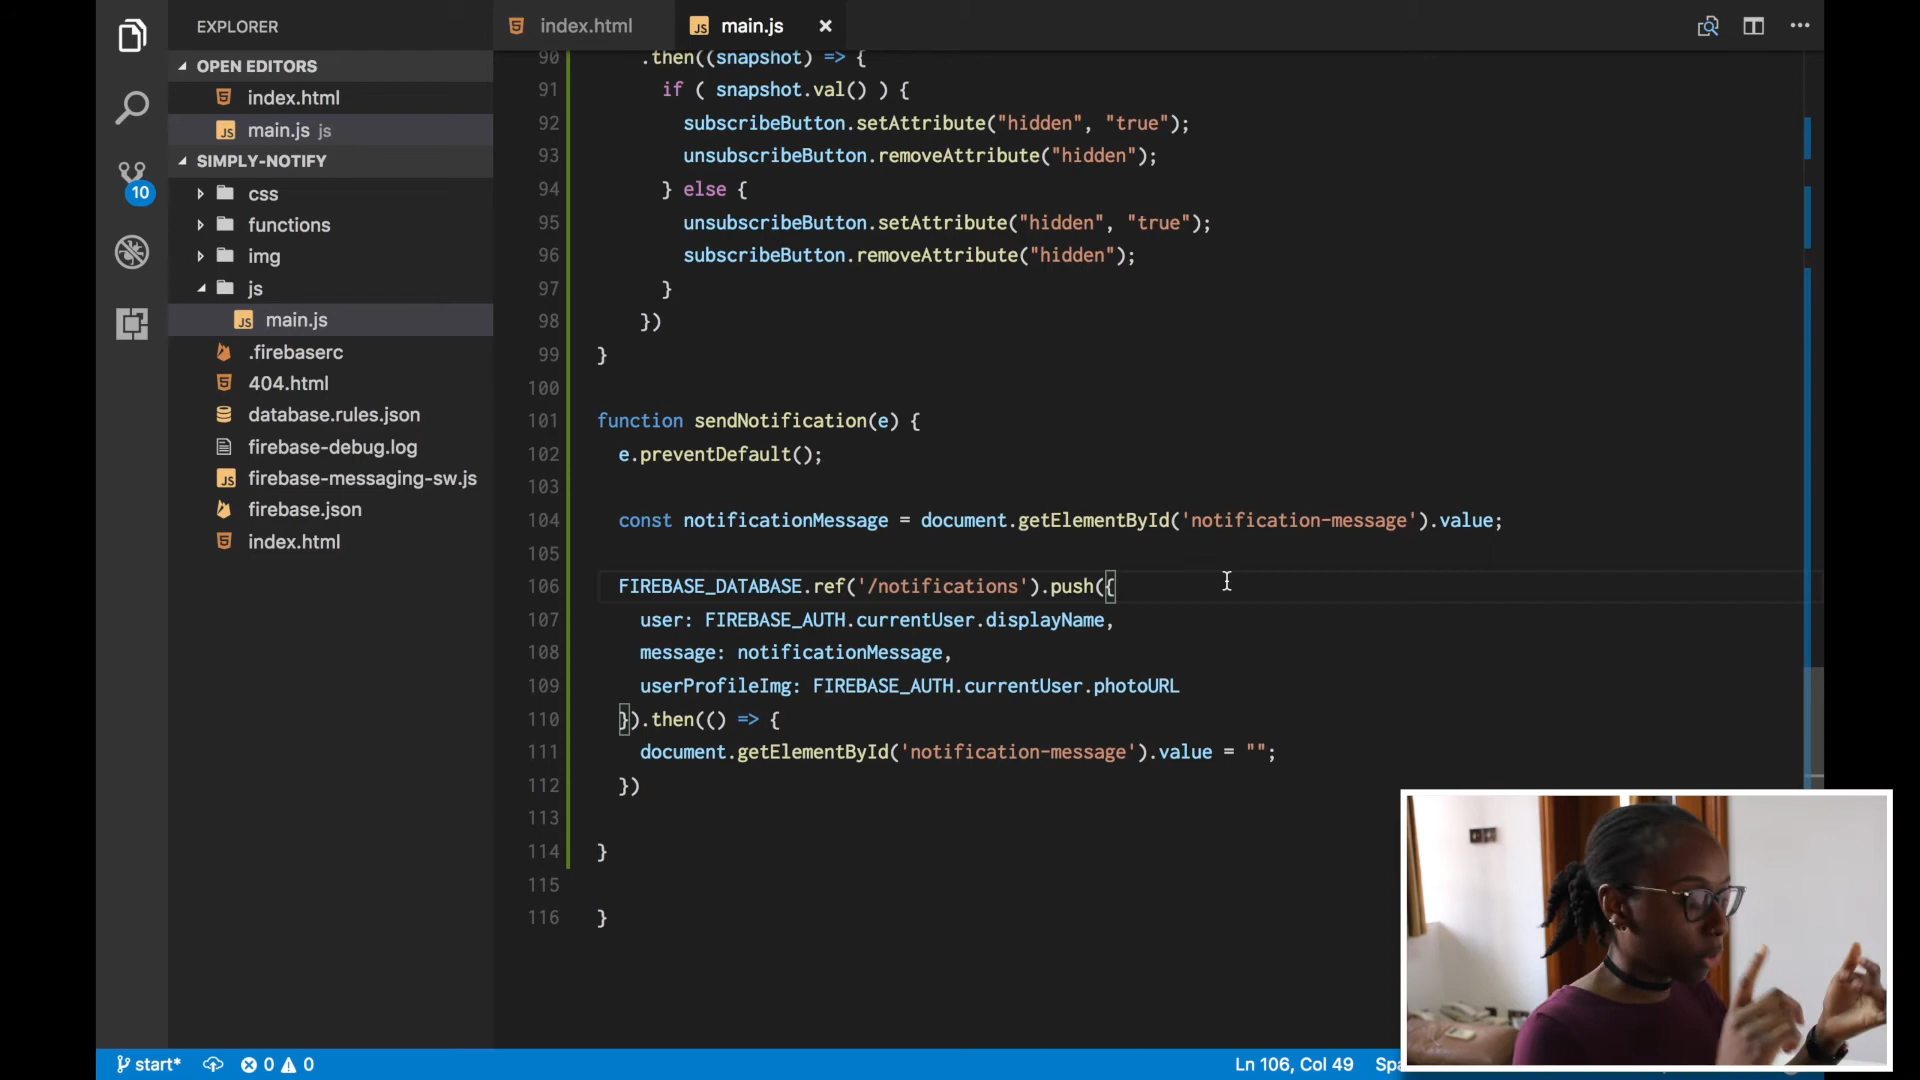 EXPLORER
OPEN EDITORS
index.html
main.js js
SIMPLY-NOTIFY
css
functions
img
js
main.js
.firebaserc
404.html
database.rules.json
firebase-debug.log
firebase-messaging-sw.js
firebase.json
index.html
10
index.html
main.js
90 .then((snapshot) => {
91 if ( snapshot.val() ) {
92 subscribeButton.setAttribute("hidden", "true");
93 unsubscribeButton.removeAttribute("hidden");
94 } else {
95 unsubscribeButton.setAttribute("hidden", "true");
96 subscribeButton.removeAttribute("hidden");
97 }
98 })
99 }
100
101 function sendNotification(e) {
102 e.preventDefault();
103
104 const notificationMessage = document.getElementById('notification-message').value;
105
106 FIREBASE_DATABASE.ref('/notifications').push({
107 user: FIREBASE_AUTH.currentUser.displayName,
108 message: notificationMessage,
109 userProfileImg: FIREBASE_AUTH.currentUser.photoURL
110 }).then(() => {
111 document.getElementById('notification-message').value = "";
112 })
113
114 }
115
116 }
start* 0 0 Ln 106, Col 49